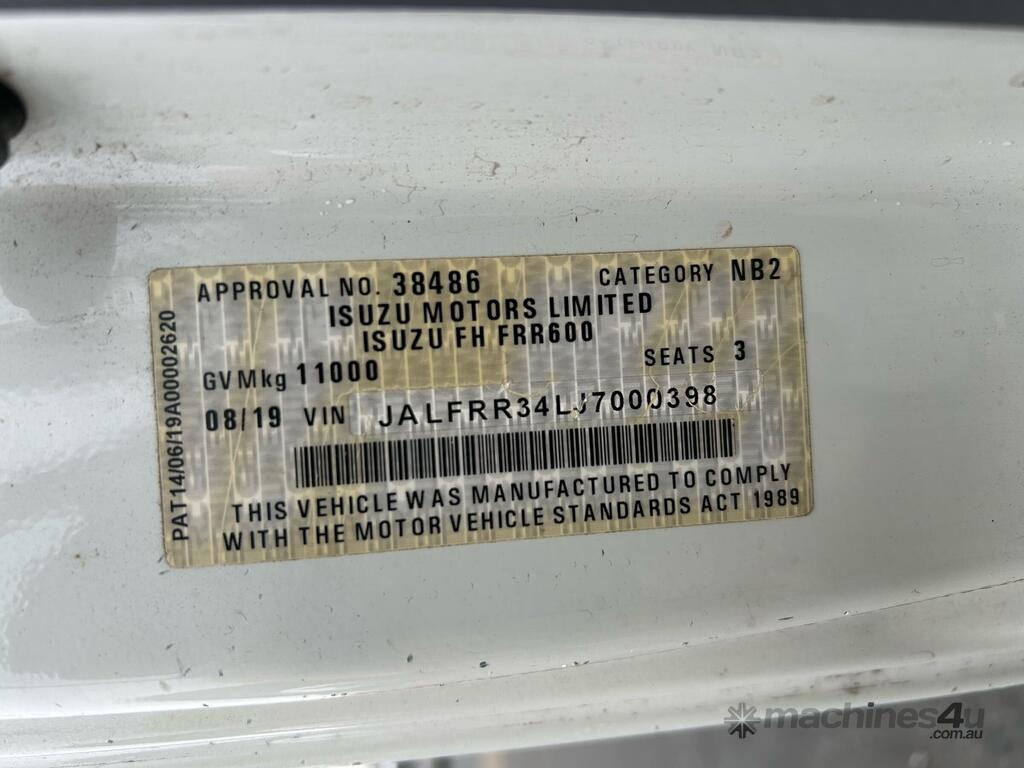 APPROVAL NO. 38486 CATEGORY NB2
ISUZU MOTORS LIMITED
ISUZU FH FRR600
GVMkg 11000 SEATS 3
08/19 VIN JALFRR34LJ7000398
THIS VEHICLE WAS MANUFACTURED TO COMPLY
WITH THE MOTOR VEHICLE STANDARDS ACT 1989
PAT14/06/19A00002620
machines4u
.com.au